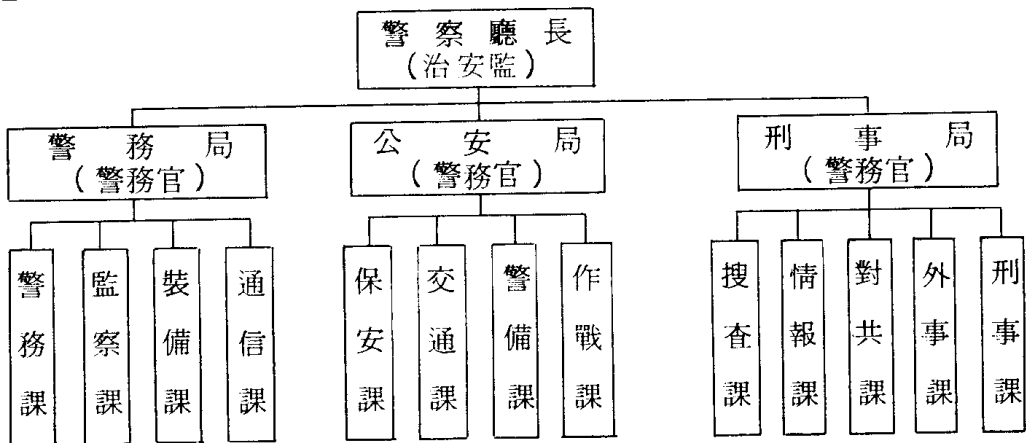 警察廳長
(治安監)
警務局
(警務官)
公安局
(警務官)
刑事局
(警務官)
警務課
監察課
裝備課
通信課
保安課
交通課
警備課
作戰課
搜査課
情報課
對共課
外事課
刑事課